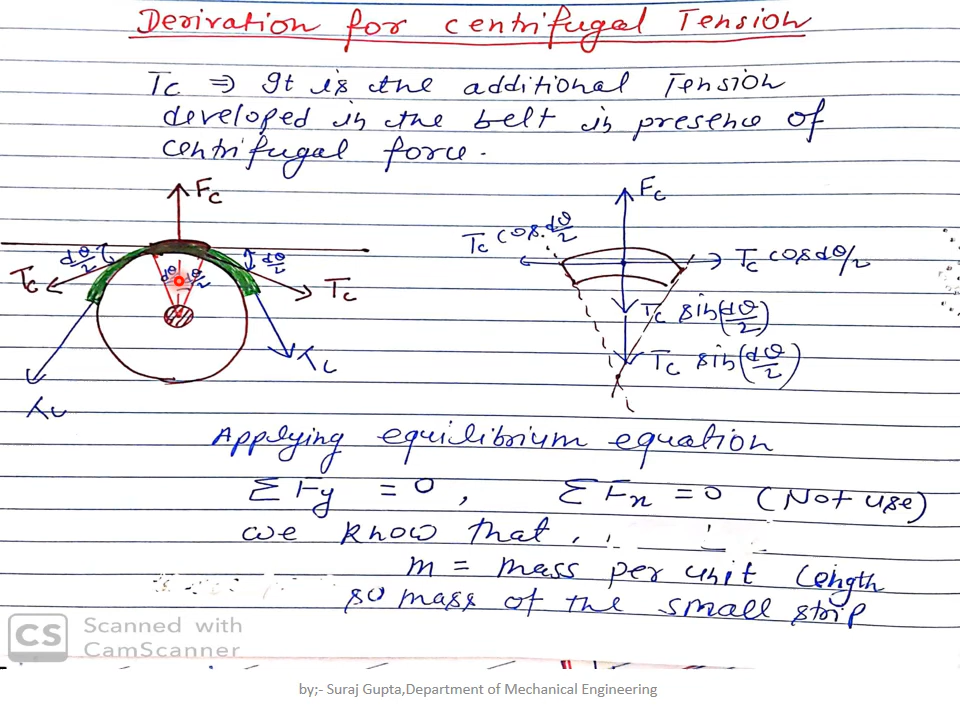 Derivation for centrifugal Tension
Tc ⇒ It is the additional Tension
developed in the belt in presence of
centrifugal force.
Fc
Fc
dθ/2
dθ/2
Tc cos.dθ/2
Tc cosdθ/2
dθ
dθ/2
Tc
Tc
Tc sin(dθ/2)
Tc sin(dθ/2)
Applying equilibrium equation
ΣFy = 0, ΣFx = 0 (Not use)
we know that,
m = mass per unit length
so mass of the small strip
CS Scanned with
CamScanner
by;- Suraj Gupta,Department of Mechanical Engineering